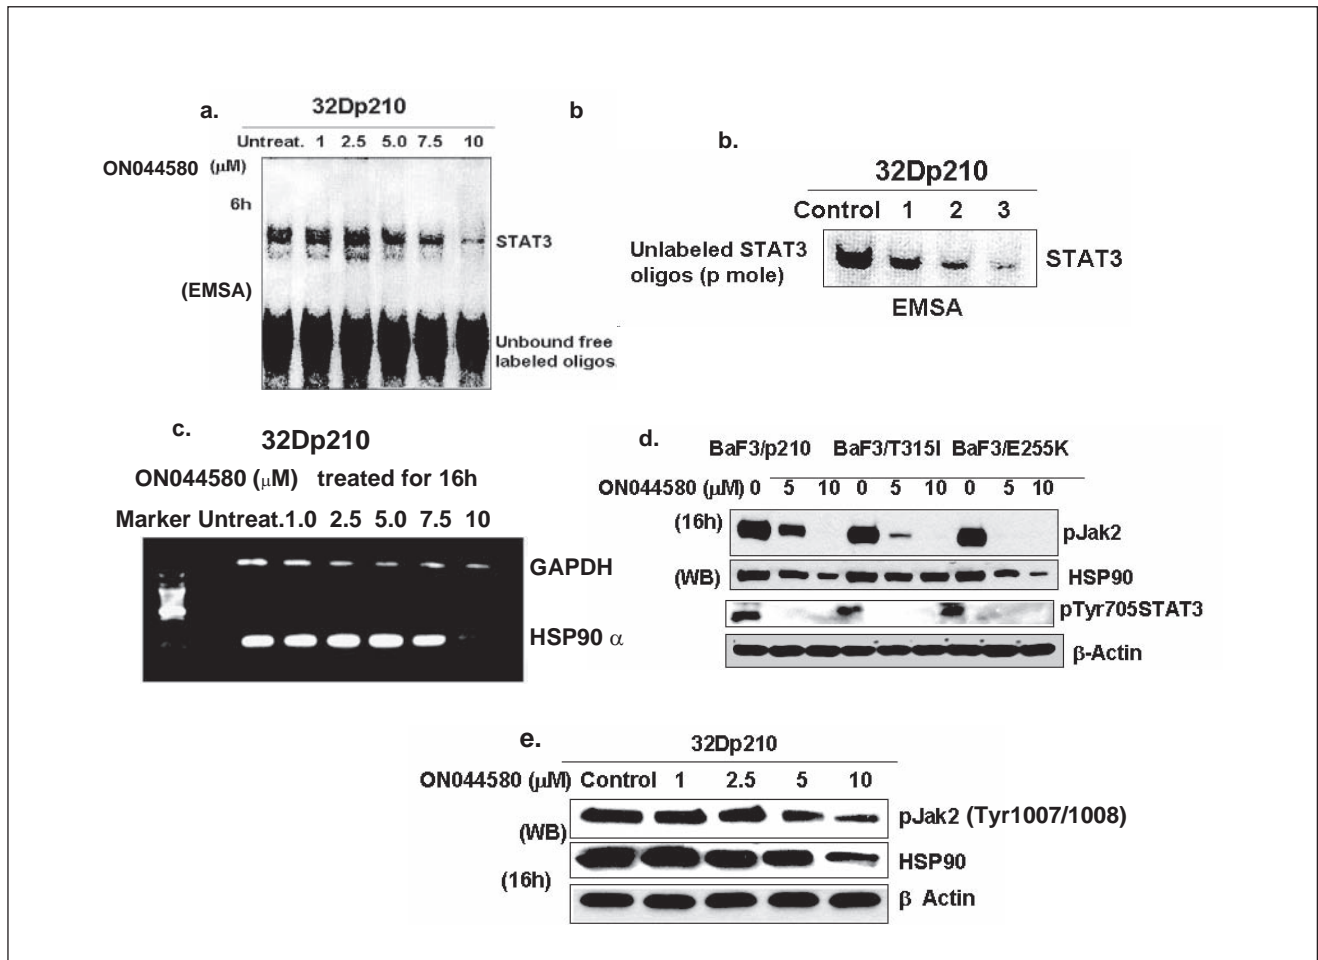 a.
32Dp210
Untreat. 1 2.5 5.0 7.5 10
ON044580 (μM)
6h
STAT3
(EMSA)
Unbound free
labeled oligos
b
b.
32Dp210
Control 1 2 3
Unlabeled STAT3
oligos (p mole)
STAT3
EMSA
c.
32Dp210
ON044580 (μM) treated for 16h
Marker Untreat. 1.0 2.5 5.0 7.5 10
GAPDH
HSP90 α
d.
BaF3/p210 BaF3/T315I BaF3/E255K
ON044580 (μM) 0 5 10 0 5 10 0 5 10
(16h)
pJak2
(WB)
HSP90
pTyr705STAT3
β-Actin
e.
32Dp210
ON044580 (μM) Control 1 2.5 5 10
pJak2 (Tyr1007/1008)
(WB)
HSP90
(16h)
β Actin